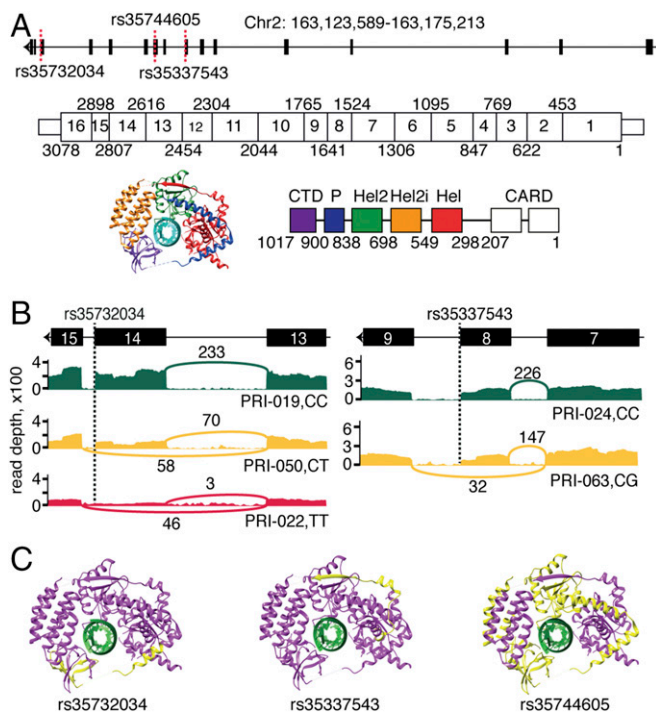 A
rs35744605
Chr2: 163,123,589-163,175,213
rs35732034
rs35337543
2898 2616 2304 1765 1524 1095 769 453
16 15 14 13 12 11 10 9 8 7 6 5 4 3 2 1
3078 2807 2454 2044 1641 1306 847 622 1
CTD P Hel2 Hel2i Hel CARD
1017 900 838 698 549 298 207 1
B
rs35732034
rs35337543
15 14 13
9 8 7
read depth, x100
4
2
0
233
PRI-019,CC
4
2
0
70
58
PRI-050,CT
4
2
0
3
46
PRI-022,TT
6
3
0
226
PRI-024,CC
6
3
0
147
32
PRI-063,CG
C
rs35732034
rs35337543
rs35744605